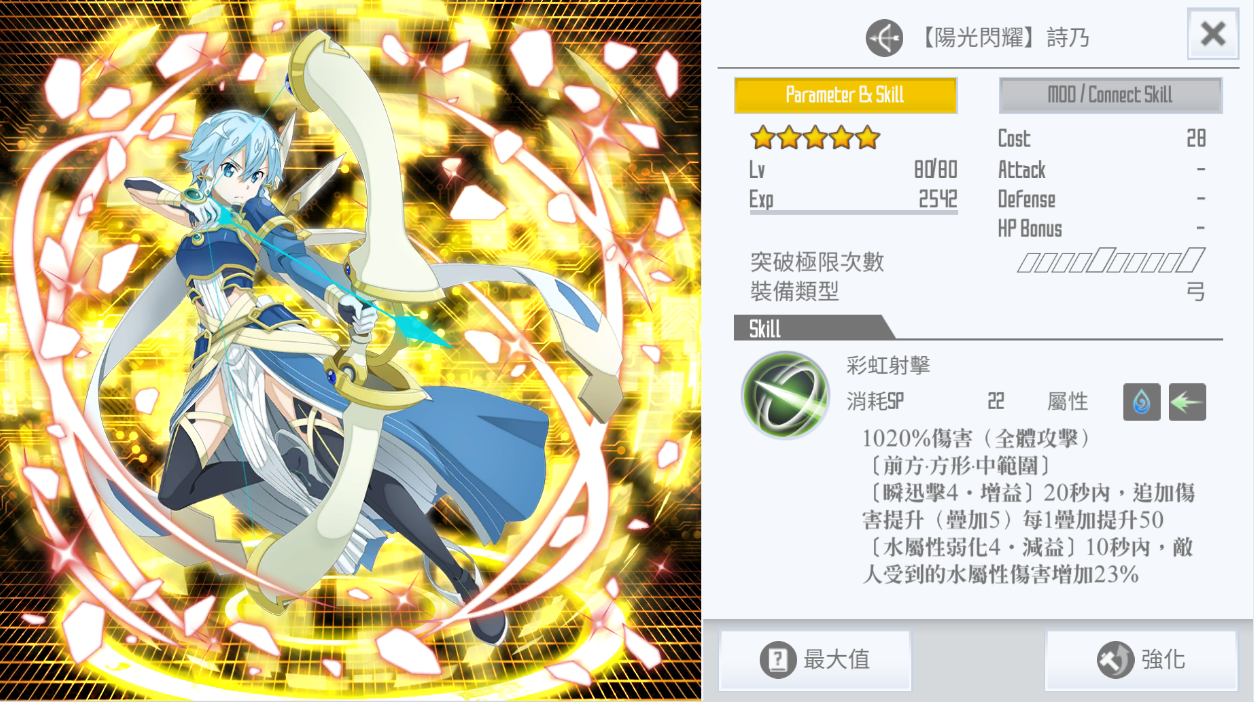 【陽光閃耀】詩乃
Parameter & Skill
MOD / Connect Skill
Lv 80/80
Exp 2542
Cost 28
Attack -
Defense -
HP Bonus -
突破極限次數
裝備類型 弓
Skill
彩虹射擊
消耗SP 22 屬性
1020%傷害（全體攻擊）
〔前方·方形·中範圍〕
〔瞬迅擊4・增益〕20秒內，追加傷
害提升（疊加5）每1疊加提升50
〔水屬性弱化4・減益〕10秒內，敵
人受到的水屬性傷害增加23%
最大值
強化